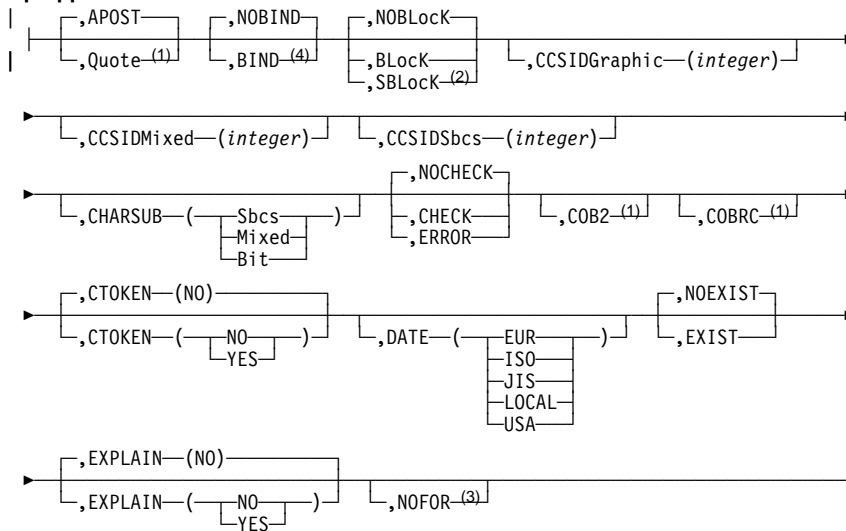 ,APOST ,NOBIND ,NOBLocK
,Quote (1) ,BIND (4) ,BLocK ,CCSIDGraphic (integer)
,SBLocK (2)
,CCSIDMixed (integer) ,CCSIDSbcs (integer)
,NOCHECK
,CHARSUB ( Sbcs ) ,CHECK ,COB2 (1) ,COBRC (1)
Mixed ,ERROR
Bit
,CTOKEN (NO) ,NOEXIST
,CTOKEN ( NO ) ,DATE ( EUR ) ,EXIST
YES ISO
JIS
LOCAL
USA
,EXPLAIN (NO)
,EXPLAIN ( NO ) ,NOFOR (3)
YES